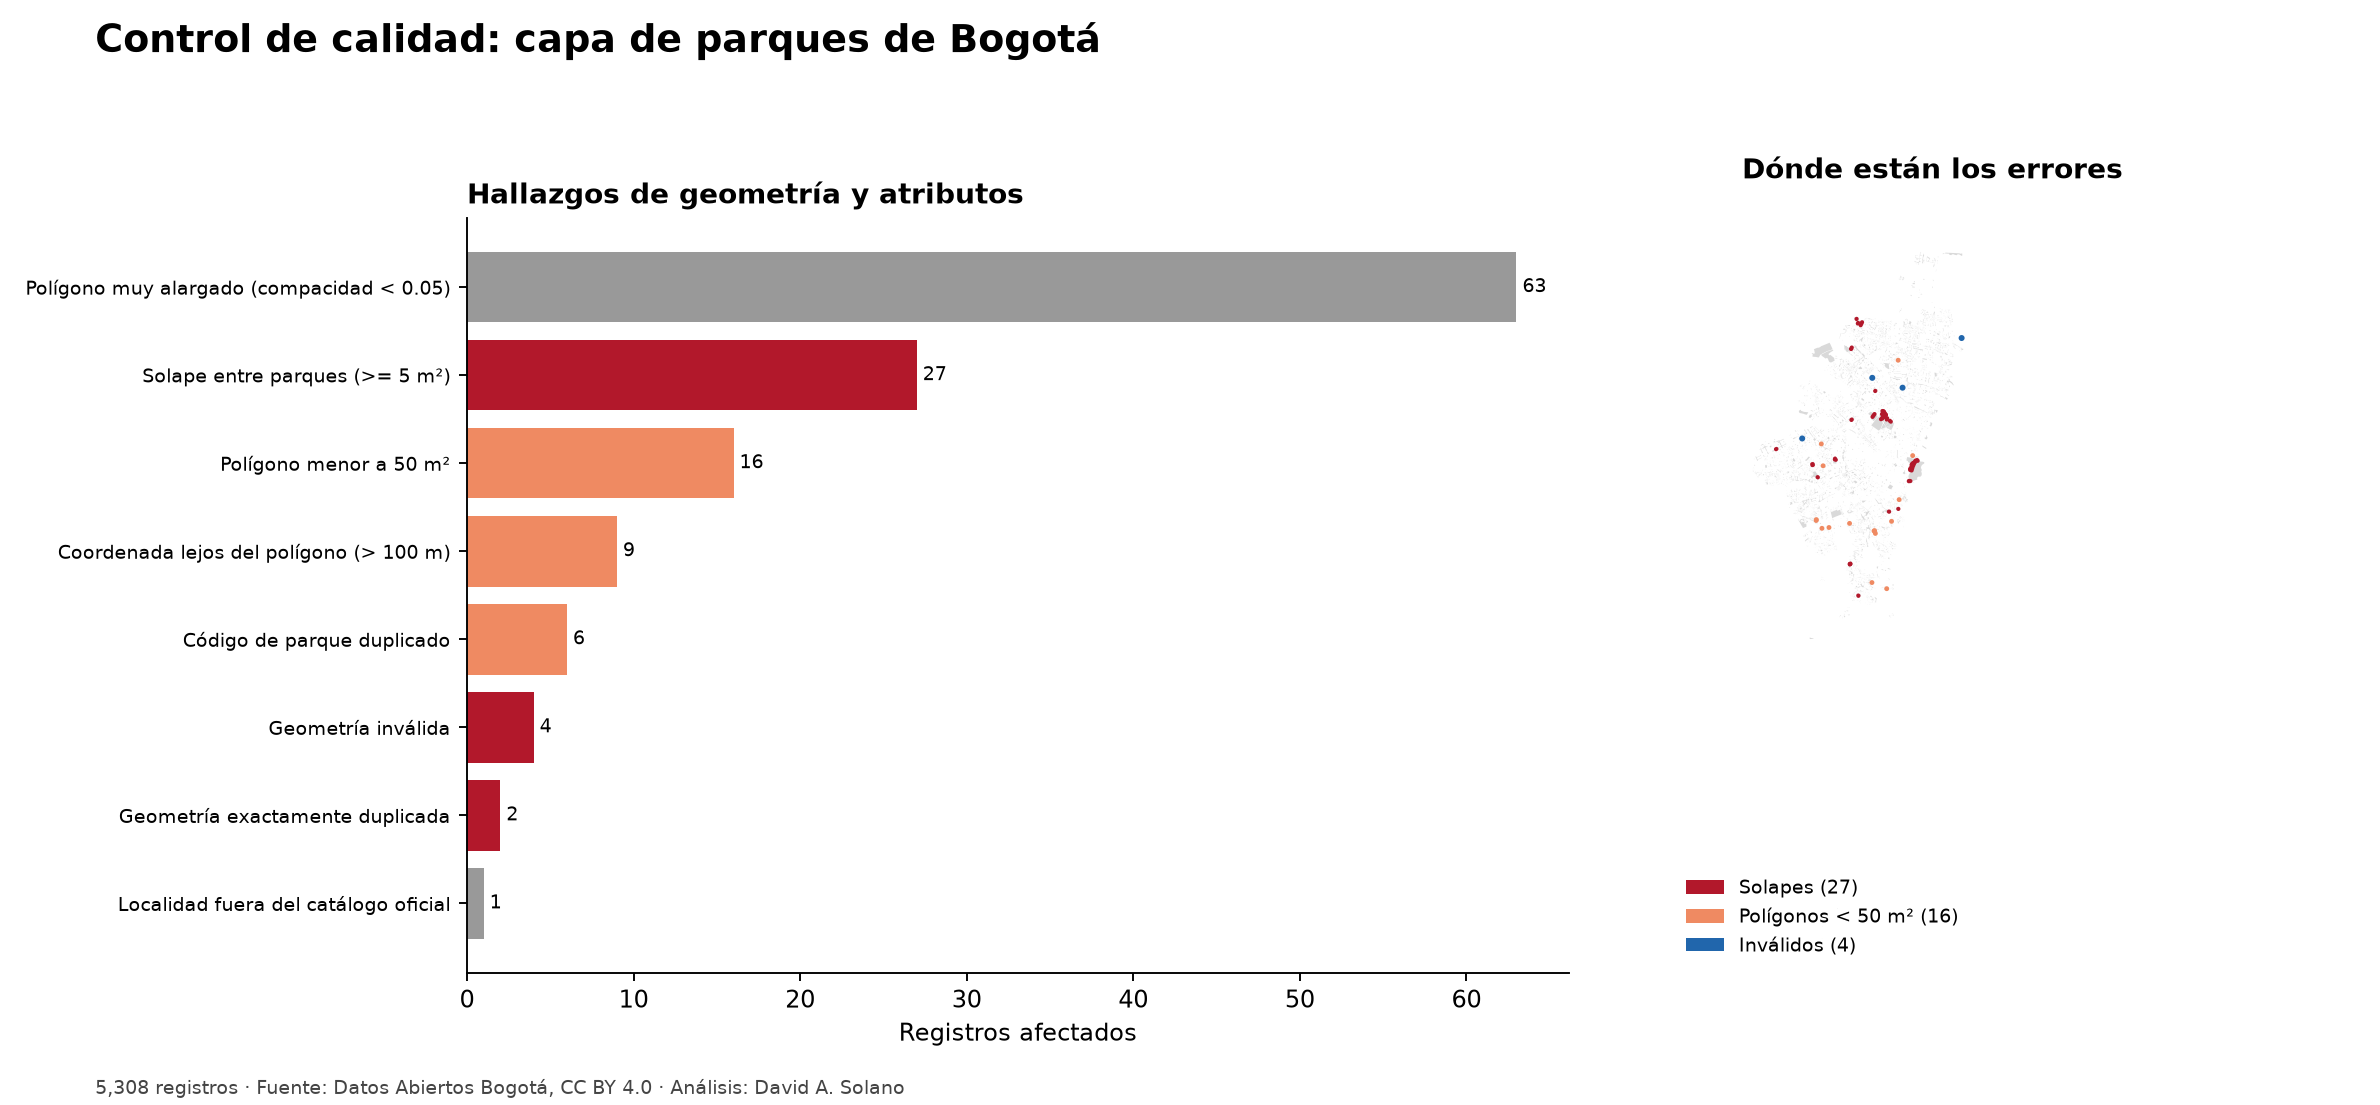 Control de calidad: capa de parques de Bogotá
Hallazgos de geometría y atributos
Polígono muy alargado (compacidad < 0.05)
63
Solape entre parques (>= 5 m²)
27
Polígono menor a 50 m²
16
Coordenada lejos del polígono (> 100 m)
9
Código de parque duplicado
6
Geometría inválida
4
Geometría exactamente duplicada
2
Localidad fuera del catálogo oficial
1
0 10 20 30 40 50 60
Registros afectados
Dónde están los errores
Solapes (27)
Polígonos < 50 m² (16)
Inválidos (4)
5,308 registros · Fuente: Datos Abiertos Bogotá, CC BY 4.0 · Análisis: David A. Solano